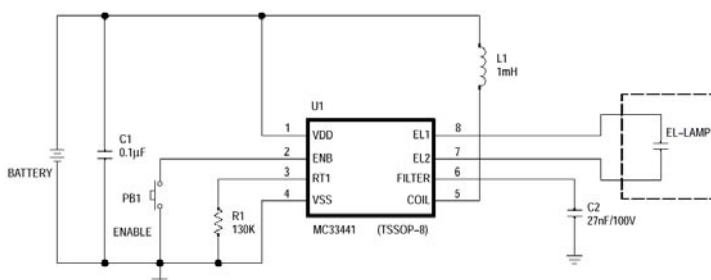 L1
1mH
U1
C1
0.1µF
BATTERY
PB1
ENABLE
R1
130K
1 VDD EL1 8
2 ENB EL2 7
3 RT1 FILTER 6
4 VSS COIL 5
MC33441 (TSSOP-8)
EL-LAMP
C2
27nF/100V